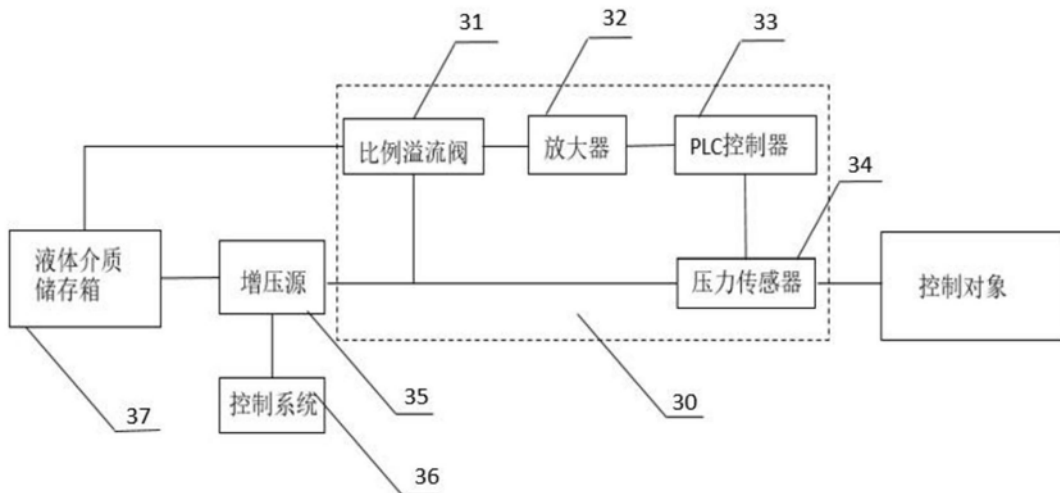 31
32
33
比例溢流阀
放大器
PLC控制器
34
液体介质
储存箱
增压源
压力传感器
控制对象
37
控制系统
35
30
36